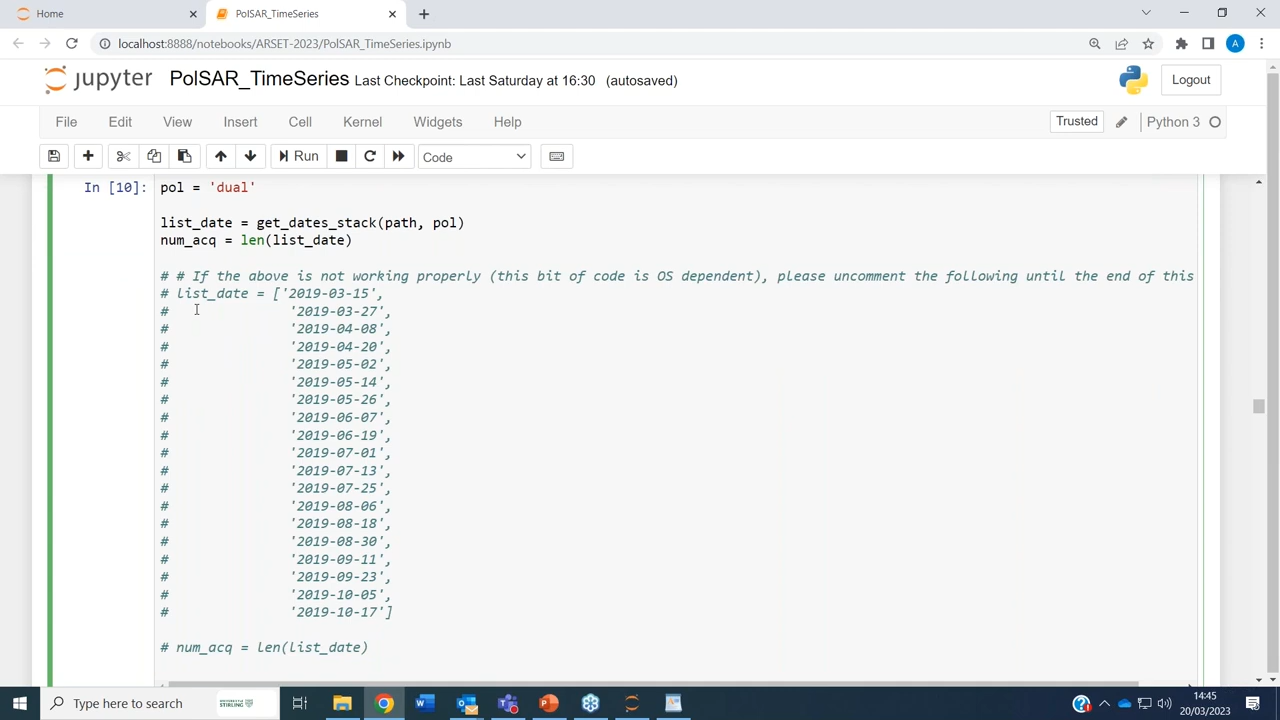 Home
PolSAR_TimeSeries
localhost:8888/notebooks/ARSET-2023/PolSAR_TimeSeries.ipynb
A
jupyter PolSAR_TimeSeries Last Checkpoint: Last Saturday at 16:30 (autosaved)
Logout
File Edit View Insert Cell Kernel Widgets Help
Trusted
Python 3
Run
Code
In [10]: pol = 'dual'
list_date = get_dates_stack(path, pol)
num_acq = len(list_date)
# # If the above is not working properly (this bit of code is OS dependent), please uncomment the following until the end of this
# list_date = ['2019-03-15',
# '2019-03-27',
# '2019-04-08',
# '2019-04-20',
# '2019-05-02',
# '2019-05-14',
# '2019-05-26',
# '2019-06-07',
# '2019-06-19',
# '2019-07-01',
# '2019-07-13',
# '2019-07-25',
# '2019-08-06',
# '2019-08-18',
# '2019-08-30',
# '2019-09-11',
# '2019-09-23',
# '2019-10-05',
# '2019-10-17']
# num_acq = len(list_date)
Type here to search
14:45
20/03/2023